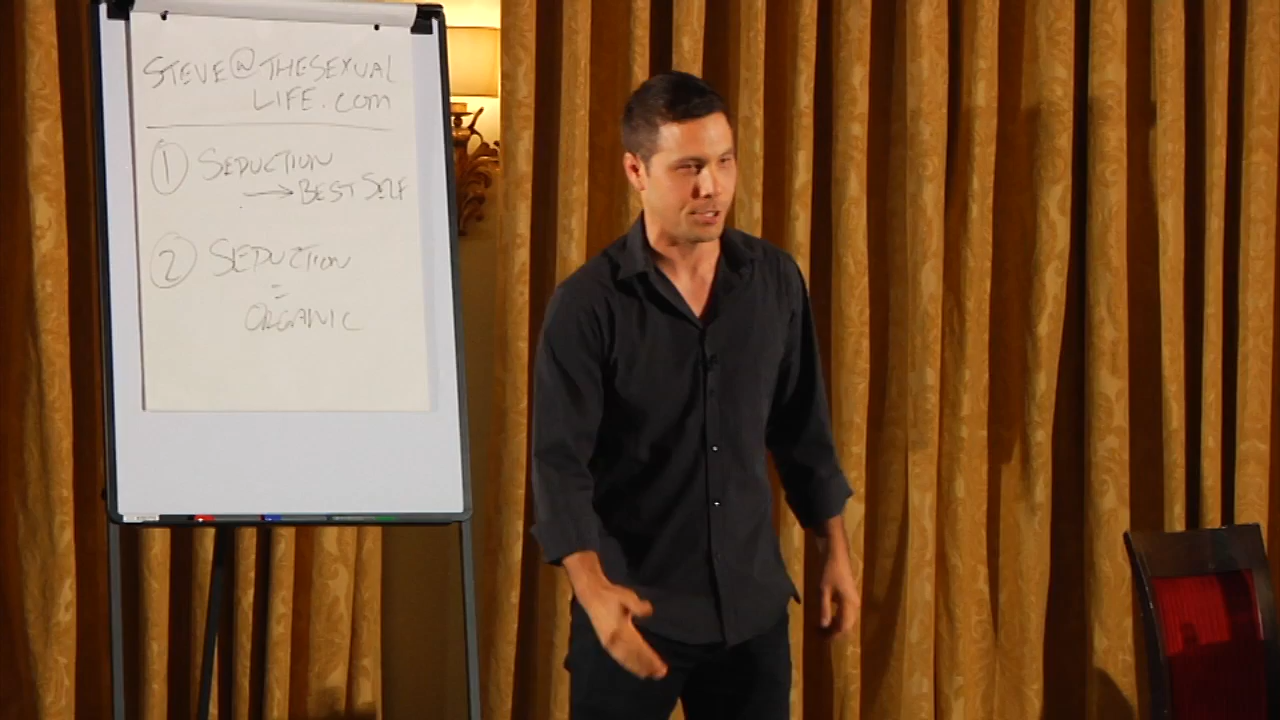 STEVE@THESEXUAL
LIFE.COM
1 SEDUCTION
→ BEST SELF
2 SEDUCTION
=
ORGANIC